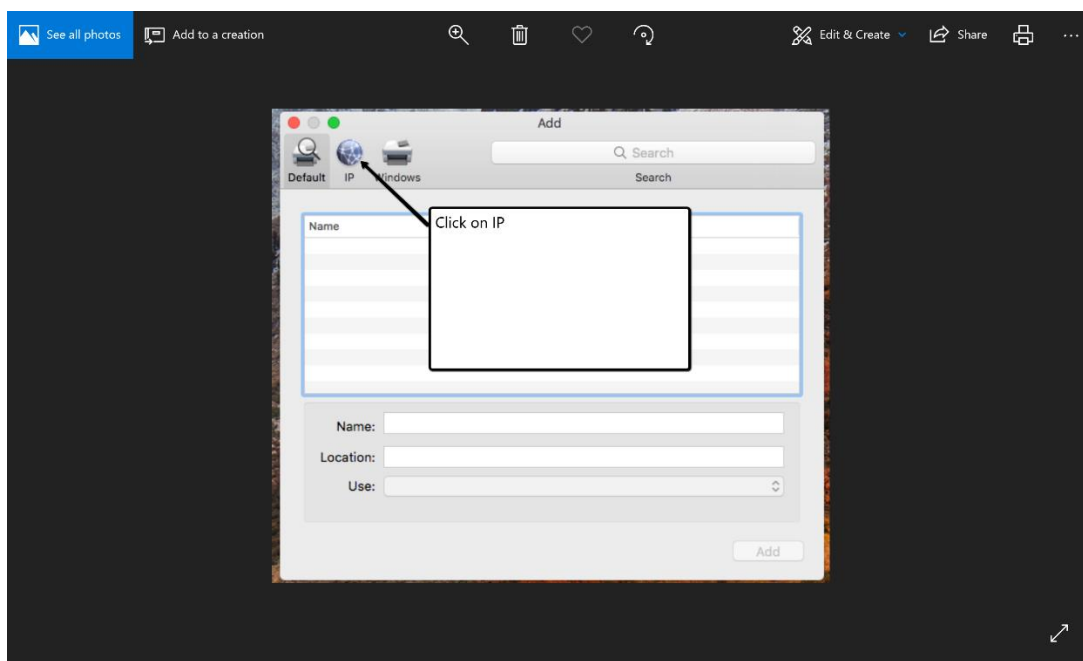 See all photos
Add to a creation
Edit & Create
Share
Add
Search
Default IP Windows
Search
Name
Click on IP
Name:
Location:
Use:
Add